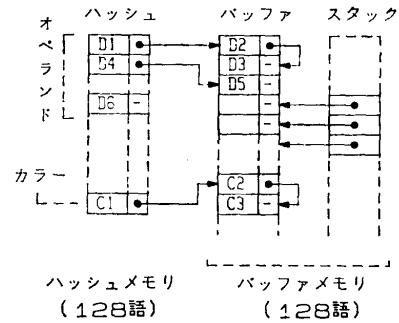 ハッシュ バッファ スタック
オペランド
D1 D2
D4 D3
D5
D6
カラー
C1 C2
C3
ハッシュメモリ バッファメモリ
(128語) (128語)